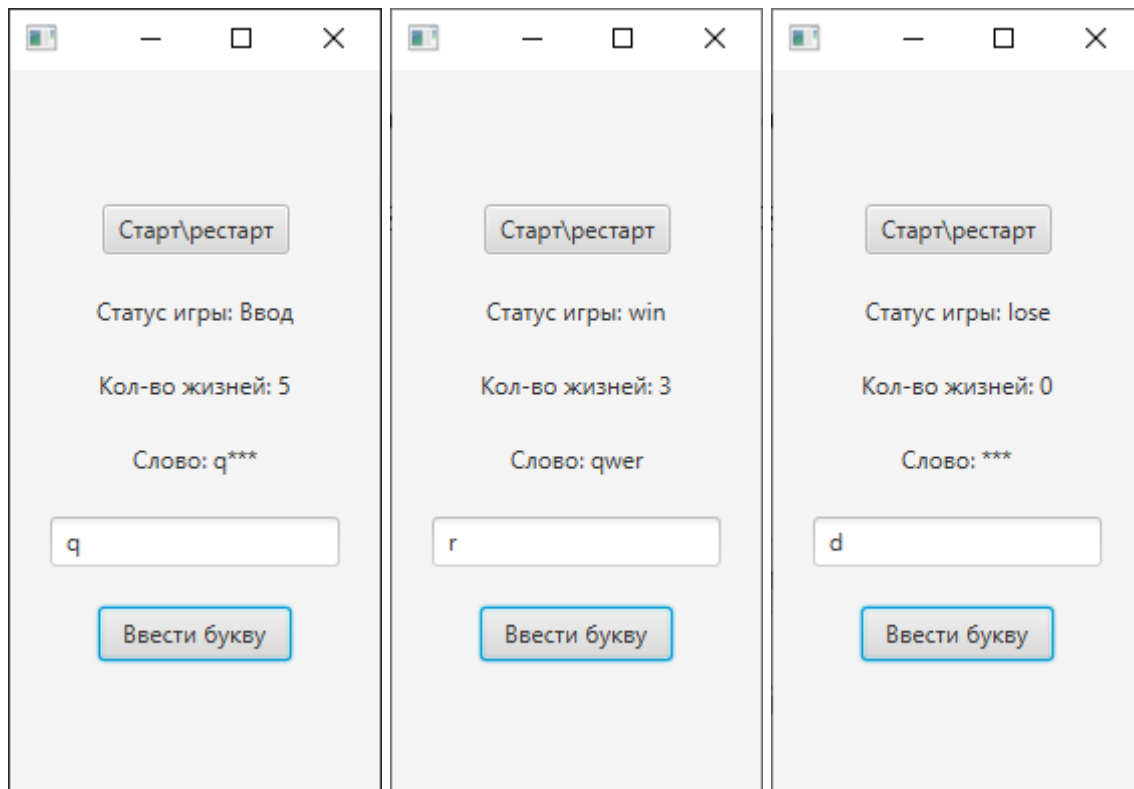 Старт\рестарт
Статус игры: Ввод
Кол-во жизней: 5
Слово: q***
q
Ввести букву
Старт\рестарт
Статус игры: win
Кол-во жизней: 3
Слово: qwer
r
Ввести букву
Старт\рестарт
Статус игры: lose
Кол-во жизней: 0
Слово: ***
d
Ввести букву